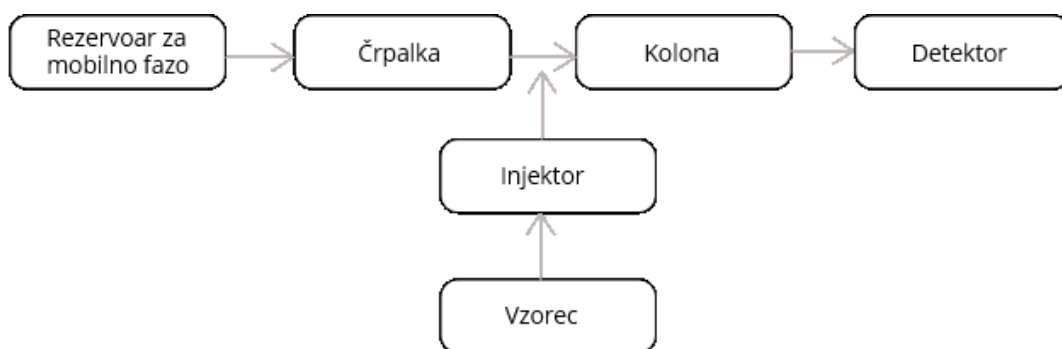 Rezervoar za
mobilno fazo
Črpalka
Kolona
Detektor
Injektor
Vzorec